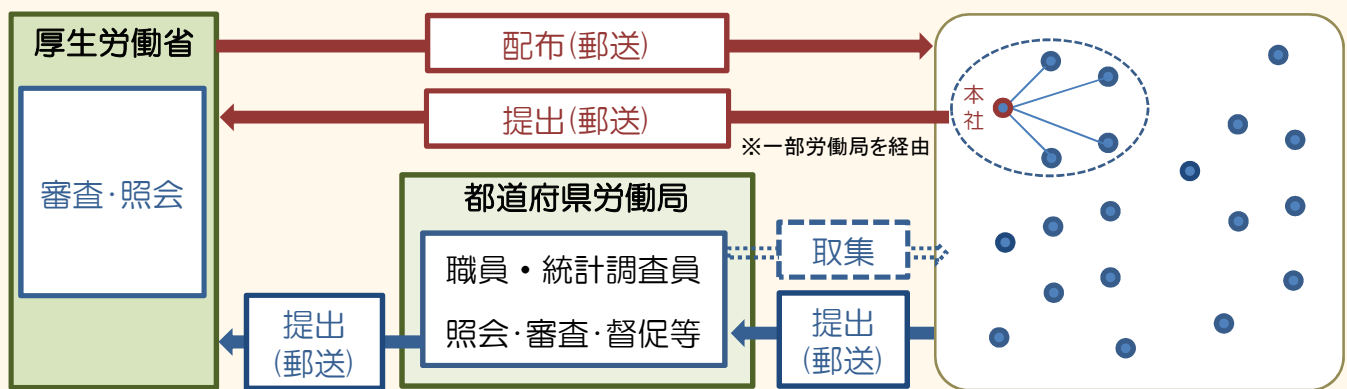 厚生労働省
審査･照会
配布(郵送)
提出(郵送)
※一部労働局を経由
本
社
都道府県労働局
職員・統計調査員
照会･審査･督促等
取集
提出
(郵送)
提出
(郵送)